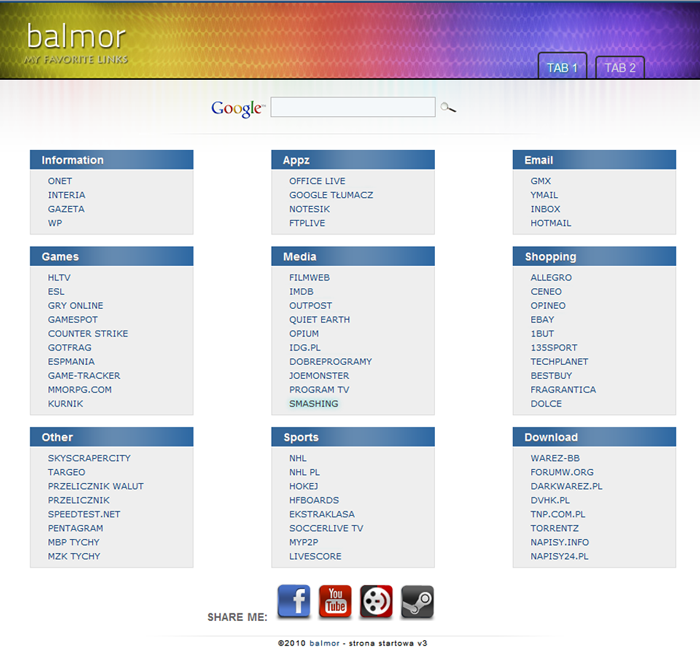 balmor
MY FAVORITE LINKS
TAB 1
TAB 2
Google™
Information
ONET
INTERIA
GAZETA
WP
Appz
OFFICE LIVE
GOOGLE TŁUMACZ
NOTESIK
FTPLIVE
Email
GMX
YMAIL
INBOX
HOTMAIL
Games
HLTV
ESL
GRY ONLINE
GAMESPOT
COUNTER STRIKE
GOTFRAG
ESPMANIA
GAME-TRACKER
MMORPG.COM
KURNIK
Media
FILMWEB
IMDB
OUTPOST
QUIET EARTH
OPIUM
IDG.PL
DOBREPROGRAMY
JOEMONSTER
PROGRAM TV
SMASHING
Shopping
ALLEGRO
CENEO
OPINEO
EBAY
1BUT
135SPORT
TECHPLANET
BESTBUY
FRAGRANTICA
DOLCE
Other
SKYSCRAPERCITY
TARGEO
PRZELICZNIK WALUT
PRZELICZNIK
SPEEDTEST.NET
PENTAGRAM
MBP TYCHY
MZK TYCHY
Sports
NHL
NHL PL
HOKEJ
HFBOARDS
EKSTRAKLASA
SOCCERLIVE TV
MYP2P
LIVESCORE
Download
WAREZ-BB
FORUMW.ORG
DARKWAREZ.PL
DVHK.PL
TNP.COM.PL
TORRENTZ
NAPISY.INFO
NAPISY24.PL
SHARE ME:
f
You
Tube
©2010 balmor - strona startowa v3